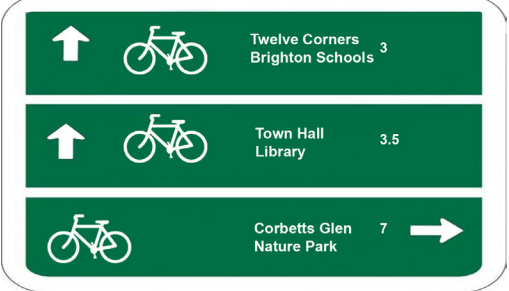 Twelve Corners
Brighton Schools 3
Town Hall 3.5
Library
Corbetts Glen 7
Nature Park